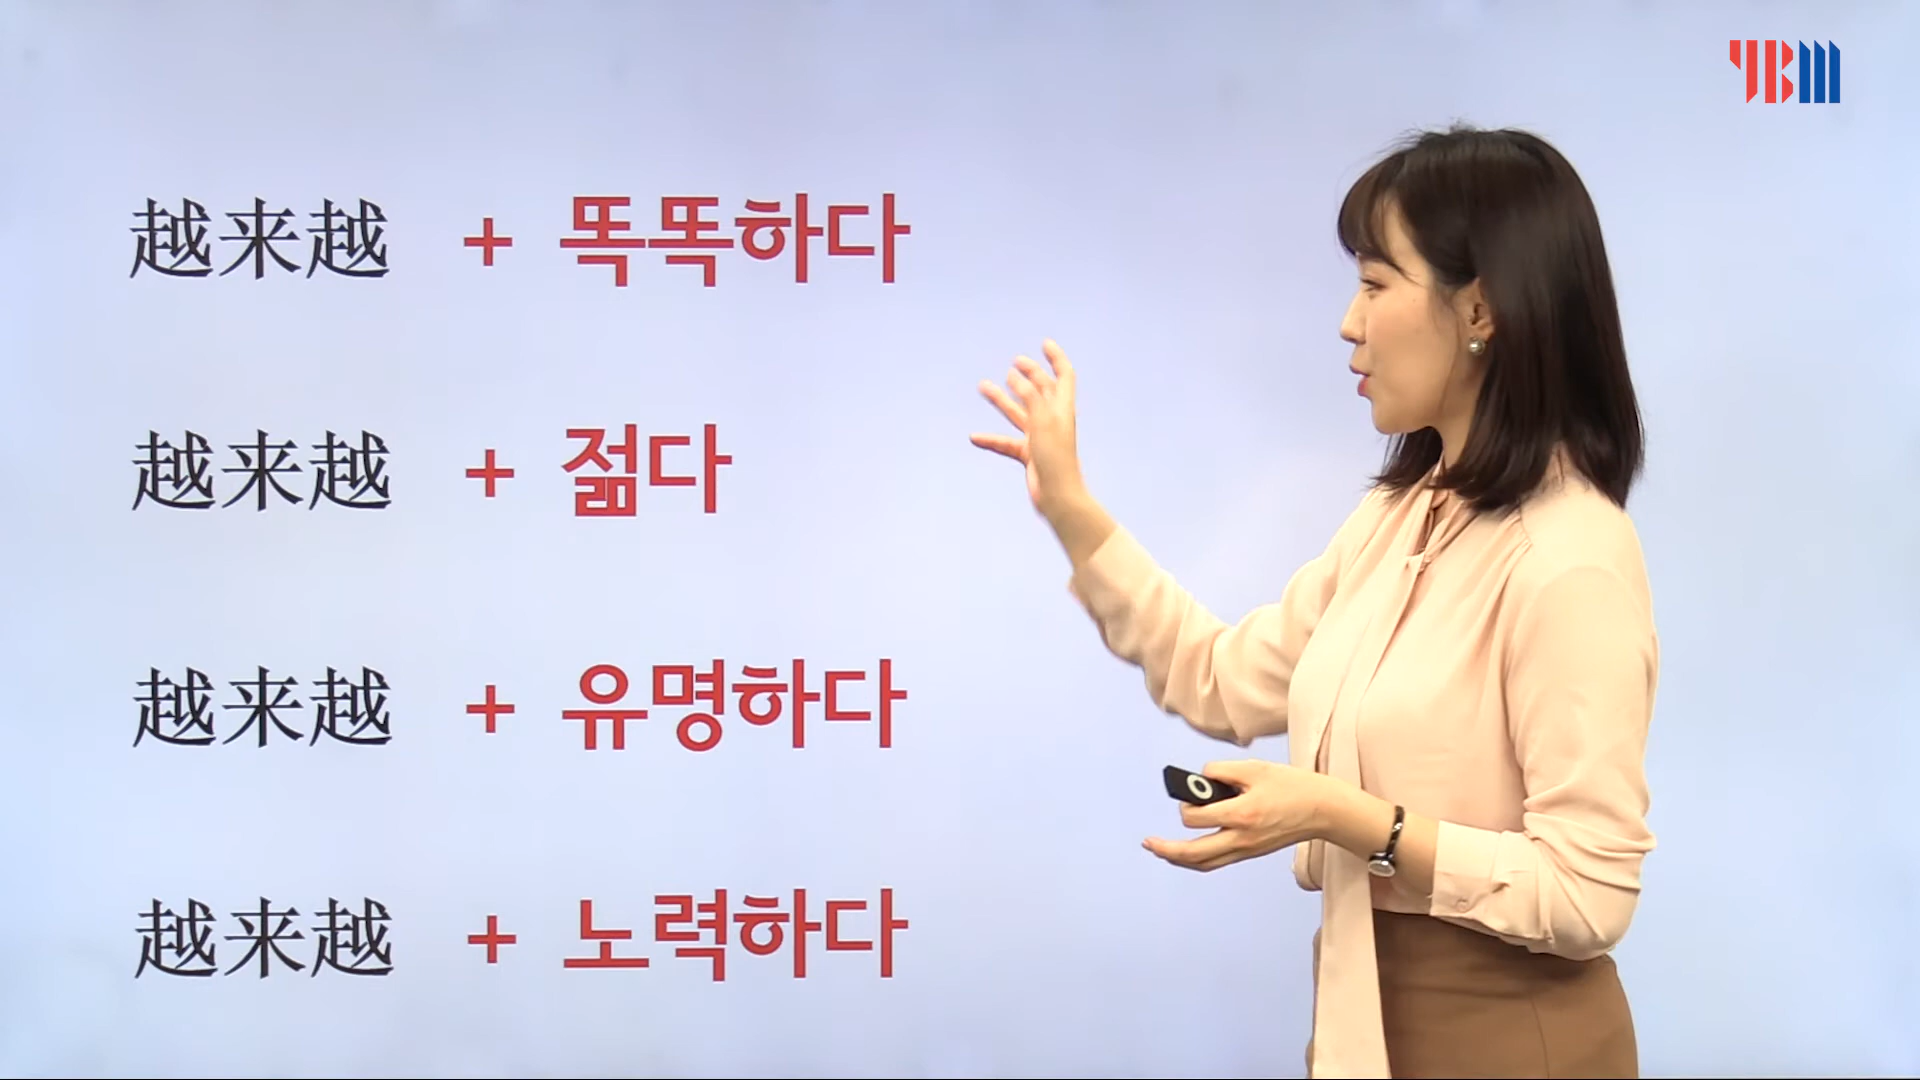 YBM
越来越 + 똑똑하다
越来越 + 젊다
越来越 + 유명하다
越来越 + 노력하다